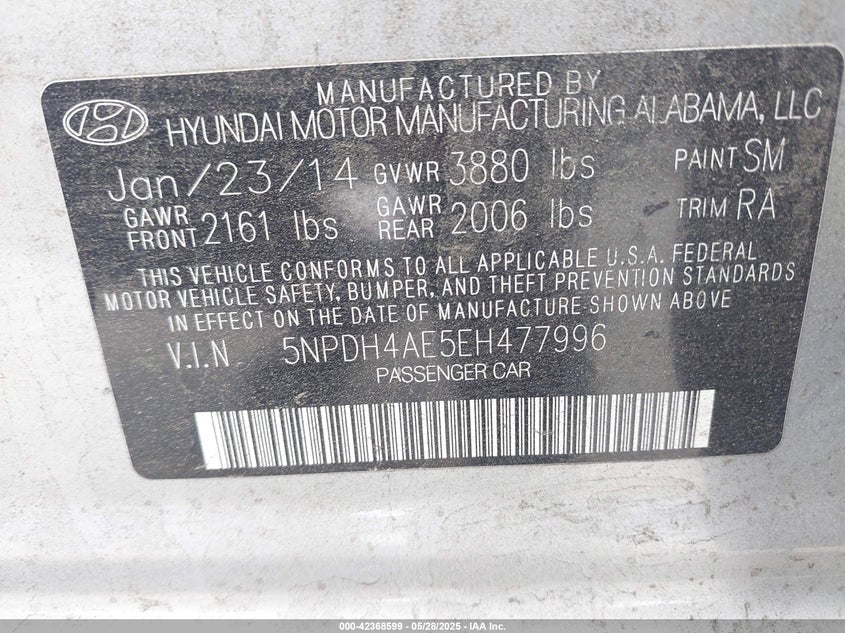 MANUFACTURED BY
HYUNDAI MOTOR MANUFACTURING ALABAMA, LLC
Jan/23/14 GVWR 3880 lbs PAINT SM
GAWR FRONT 2161 lbs GAWR REAR 2006 lbs TRIM RA
THIS VEHICLE CONFORMS TO ALL APPLICABLE U.S.A. FEDERAL
MOTOR VEHICLE SAFETY, BUMPER, AND THEFT PREVENTION STANDARDS
IN EFFECT ON THE DATE OF MANUFACTURE SHOWN ABOVE
V.I.N 5NPDH4AE5EH477996
PASSENGER CAR
000-42368599 - 05/28/2025 - IAA Inc.